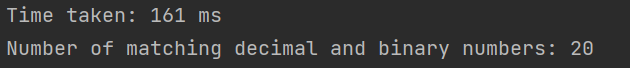 Time taken: 161 ms
Number of matching decimal and binary numbers: 20